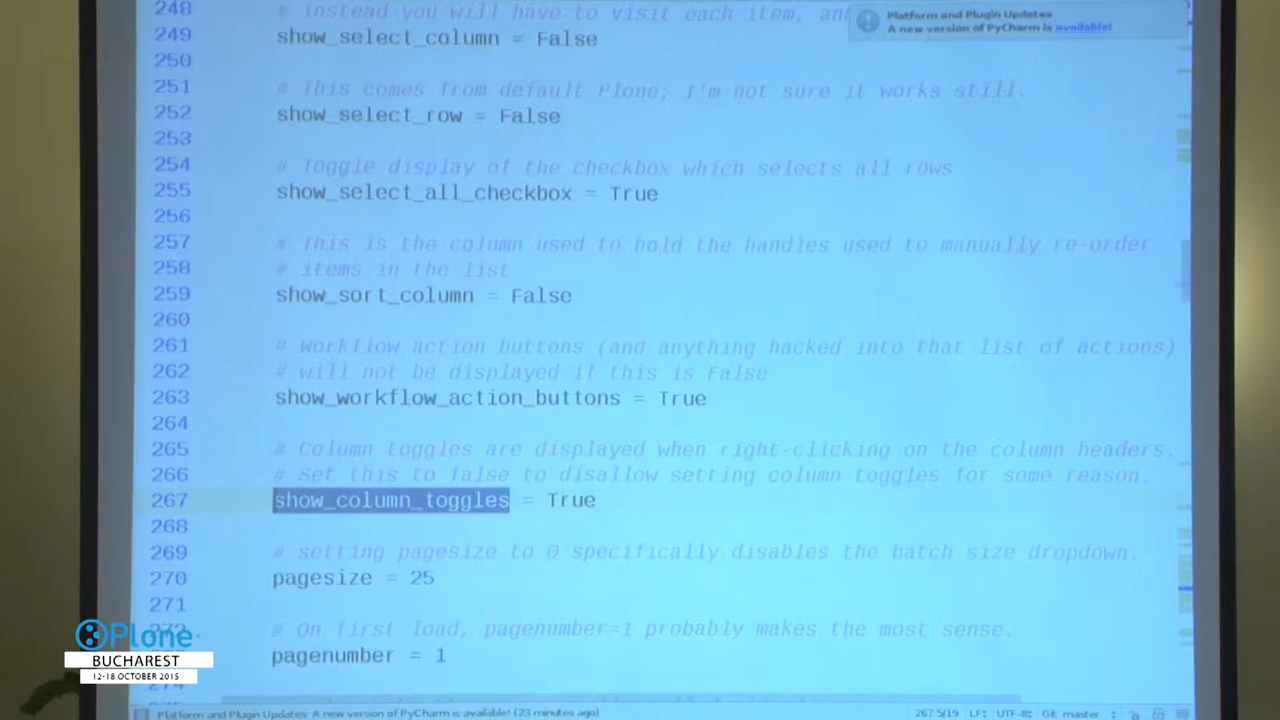 248 # instead you will have to visit each item, and
249 show_select_column = False
250
251 # This comes from default Plone; I'm not sure it works still.
252 show_select_row = False
253
254 # Toggle display of the checkbox which selects all rows
255 show_select_all_checkbox = True
256
257 # This is the column used to hold the handles used to manually re-order
258 # items in the list
259 show_sort_column = False
260
261 # workflow action buttons (and anything hacked into that list of actions)
262 # will not be displayed if this is False
263 show_workflow_action_buttons = True
264
265 # Column toggles are displayed when right-clicking on the column headers.
266 # Set this to false to disallow setting column toggles for some reason.
267 show_column_toggles = True
268
269 # setting pagesize to 0 specifically disables the batch size dropdown.
270 pagesize = 25
271
# On first load, pagenumber=1 probably makes the most sense.
pagenumber = 1
Platform and Plugin Updates
A new version of PyCharm is available!
Plone
BUCHAREST
12-18 OCTOBER 2015
Platform and Plugin Updates: A new version of PyCharm is available! (23 minutes ago) 267:5/19 LF: UTF-8: Git: master